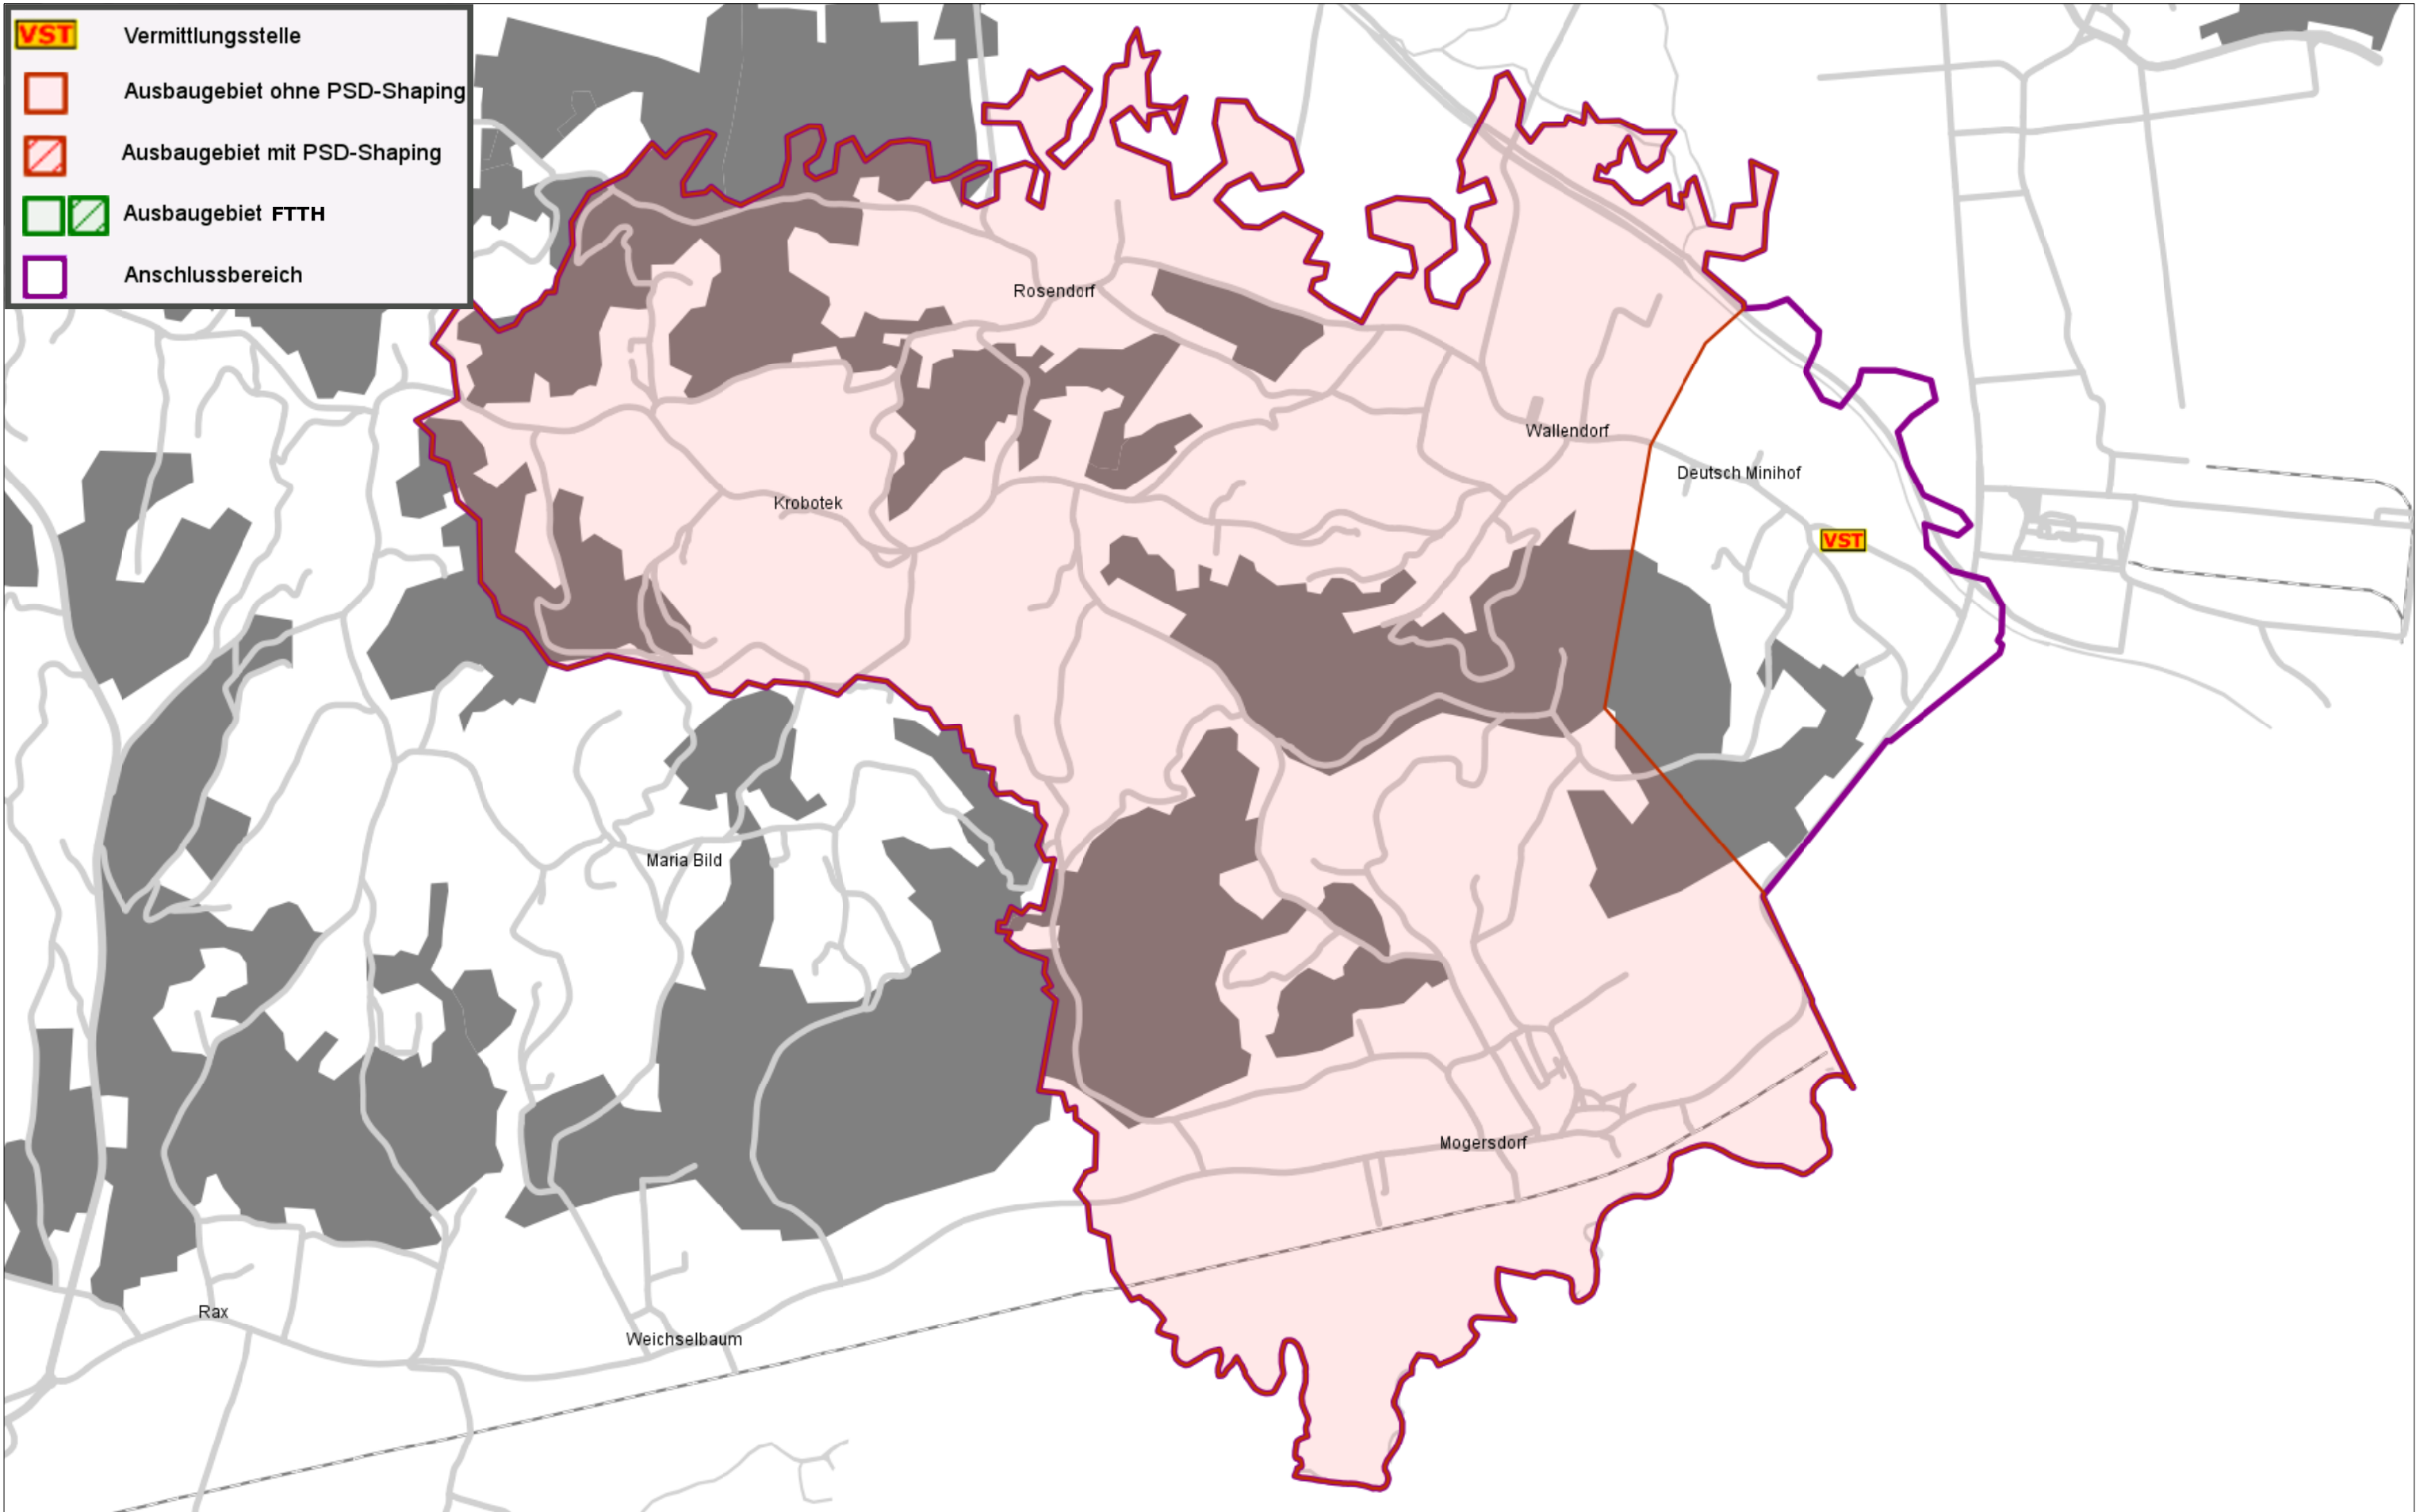 VST Vermittlungsstelle
Ausbaugebiet ohne PSD-Shaping
Ausbaugebiet mit PSD-Shaping
Ausbaugebiet FTTH
Anschlussbereich
Rosendorf
Wallendorf
Deutsch Minihof
Krobotek
VST
Maria Bild
Mogersdorf
Rax
Weichselbaum